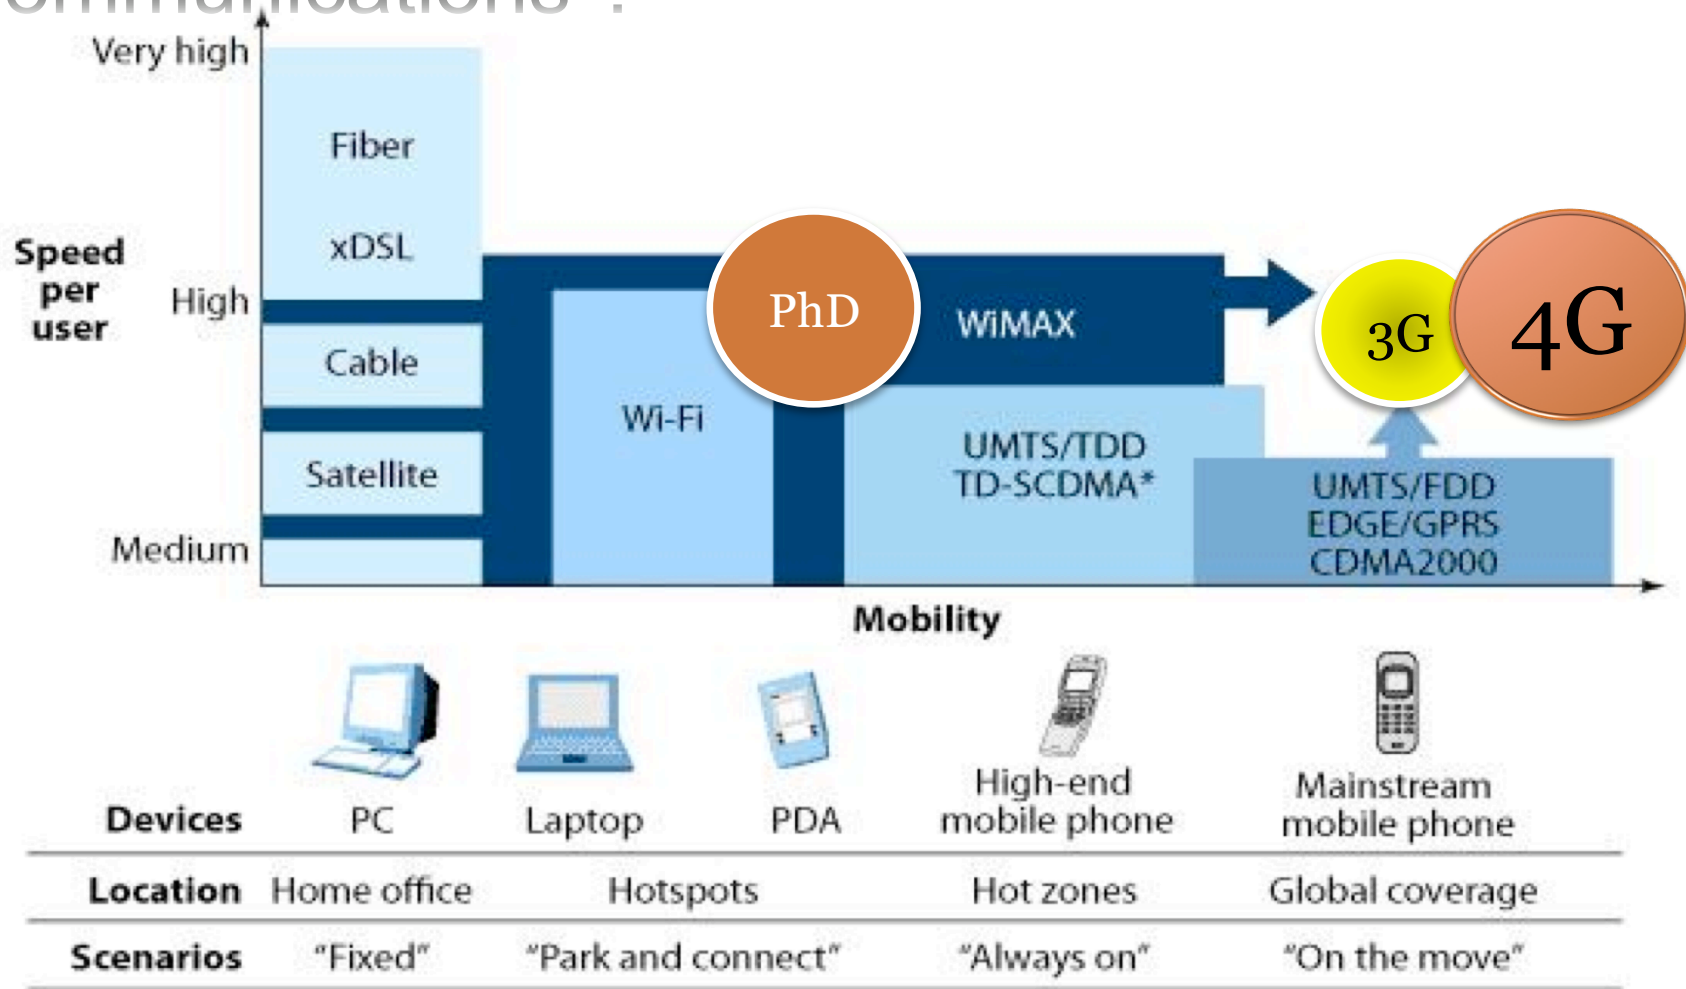 ommunications".
Very high
High
Medium
Speed
per
user
Fiber
xDSL
Cable
Satellite
Wi-Fi
PhD
WiMAX
UMTS/TDD
TD-SCDMA*
3G
4G
UMTS/FDD
EDGE/GPRS
CDMA2000
Mobility
Devices PC Laptop PDA High-end mobile phone Mainstream mobile phone
Location Home office Hotspots Hot zones Global coverage
Scenarios “Fixed” “Park and connect” “Always on” “On the move”